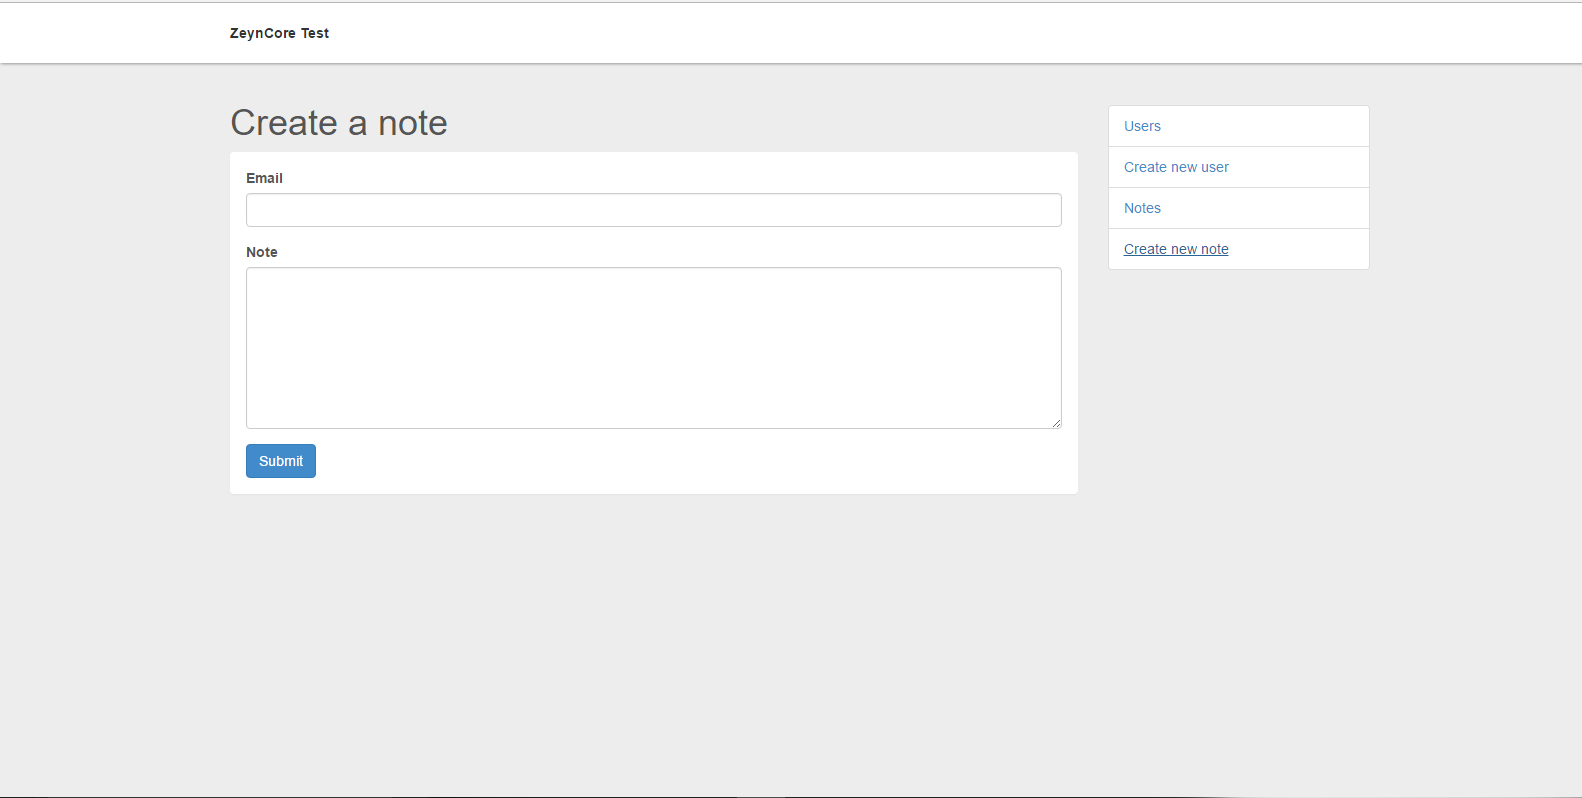 ZeynCore Test
Create a note
Email
Note
Submit
Users
Create new user
Notes
Create new note